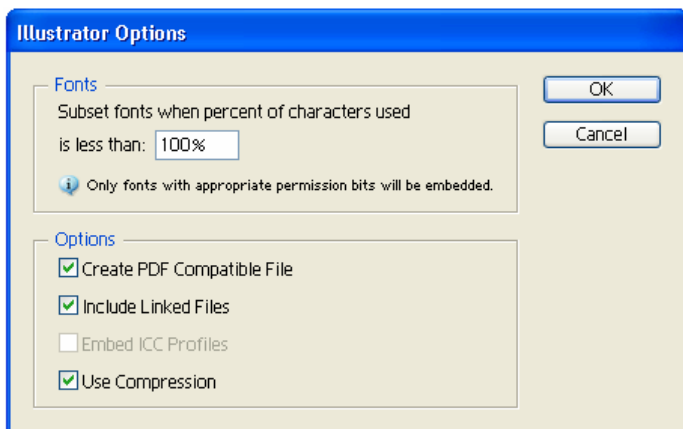 Illustrator Options
Fonts
Subset fonts when percent of characters used
is less than: 100%
Only fonts with appropriate permission bits will be embedded.
OK
Cancel
Options
Create PDF Compatible File
Include Linked Files
Embed ICC Profiles
Use Compression